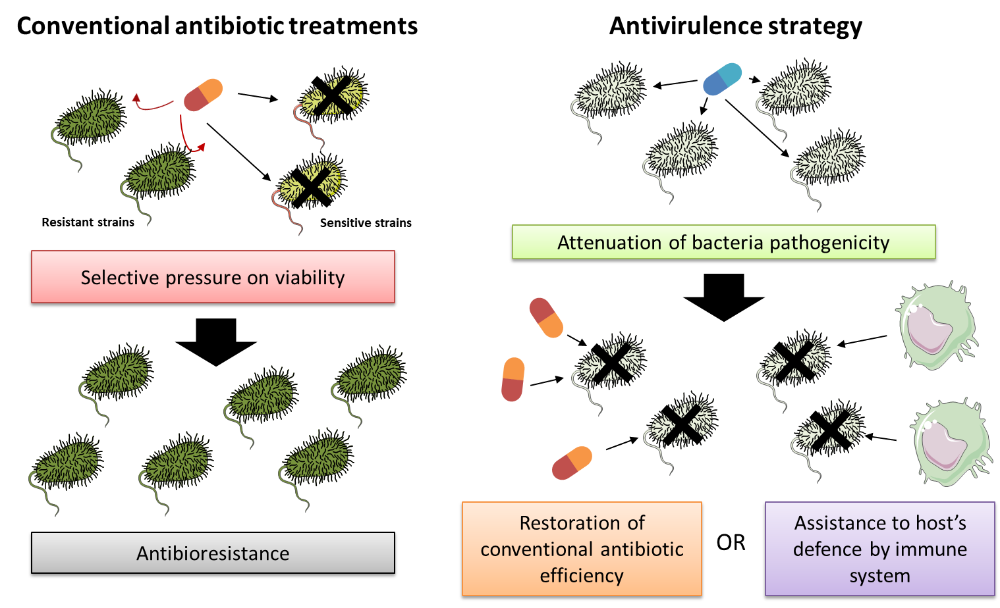 Conventional antibiotic treatments
Resistant strains
Sensitive strains
Selective pressure on viability
Antibioresistance
Antivirulence strategy
Attenuation of bacteria pathogenicity
Restoration of
conventional antibiotic
efficiency
OR
Assistance to host's
defence by immune
system